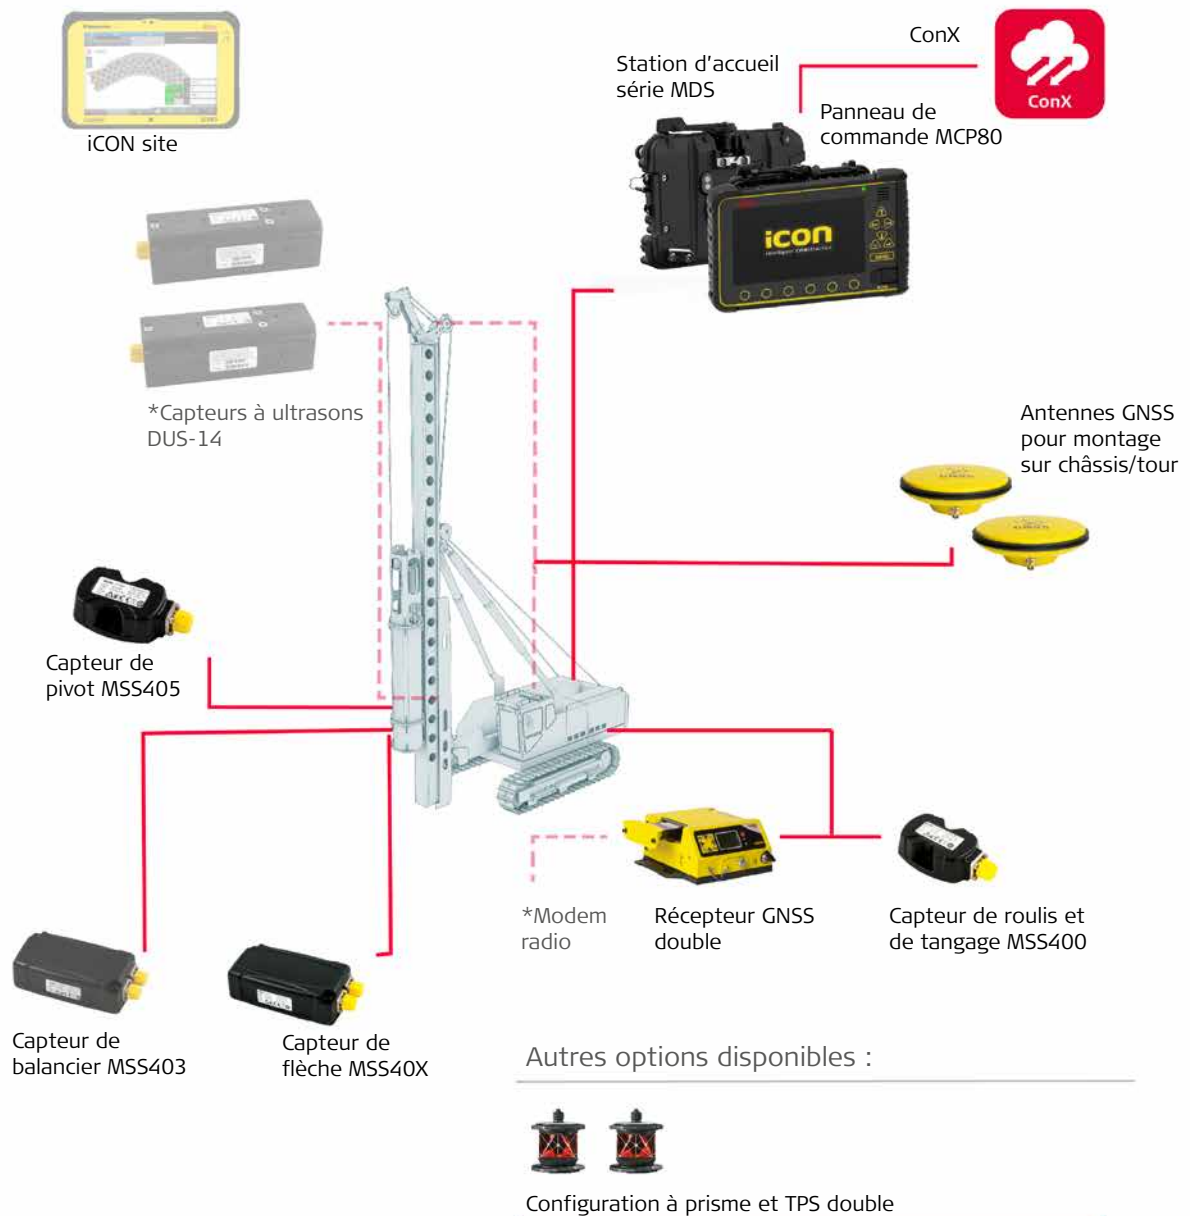 iCON site
ConX
ConX
Station d'accueil
série MDS
Panneau de
commande MCP80
icon
intelligent CONstruction
*Capteurs à ultrasons
DUS-14
Antennes GNSS
pour montage
sur châssis/tour
Capteur de
pivot MSS405
*Modem
radio
Récepteur GNSS
double
Capteur de roulis et
de tangage MSS400
Capteur de
balancier MSS403
Capteur de
flèche MSS40X
Autres options disponibles :
Configuration à prisme et TPS double